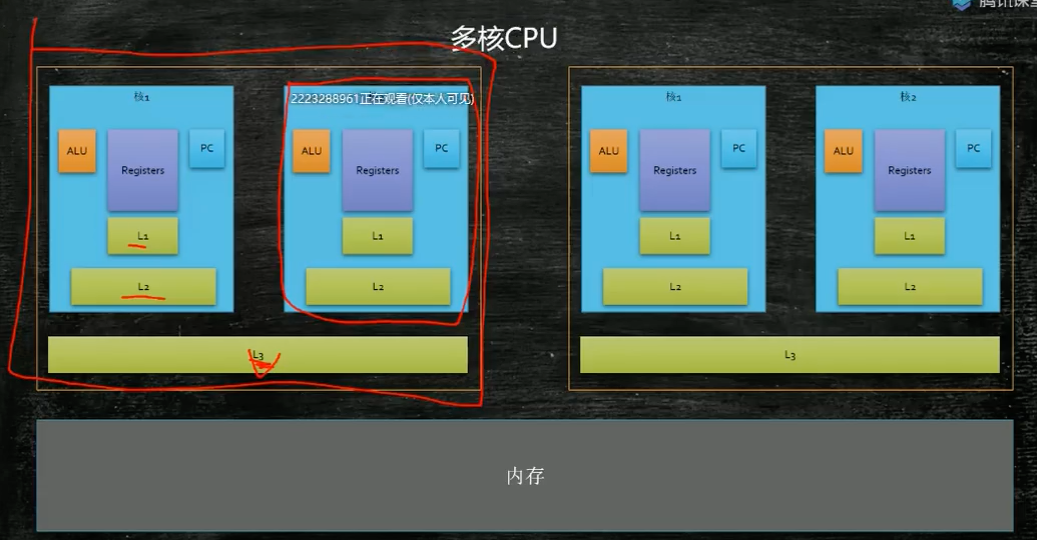 腾讯课堂
多核CPU
核1
ALU
Registers
PC
L1
L2
2223288961正在观看(仅本人可见)
ALU
Registers
PC
L1
L2
L3
核1
ALU
Registers
PC
L1
L2
核2
ALU
Registers
PC
L1
L2
L3
内存